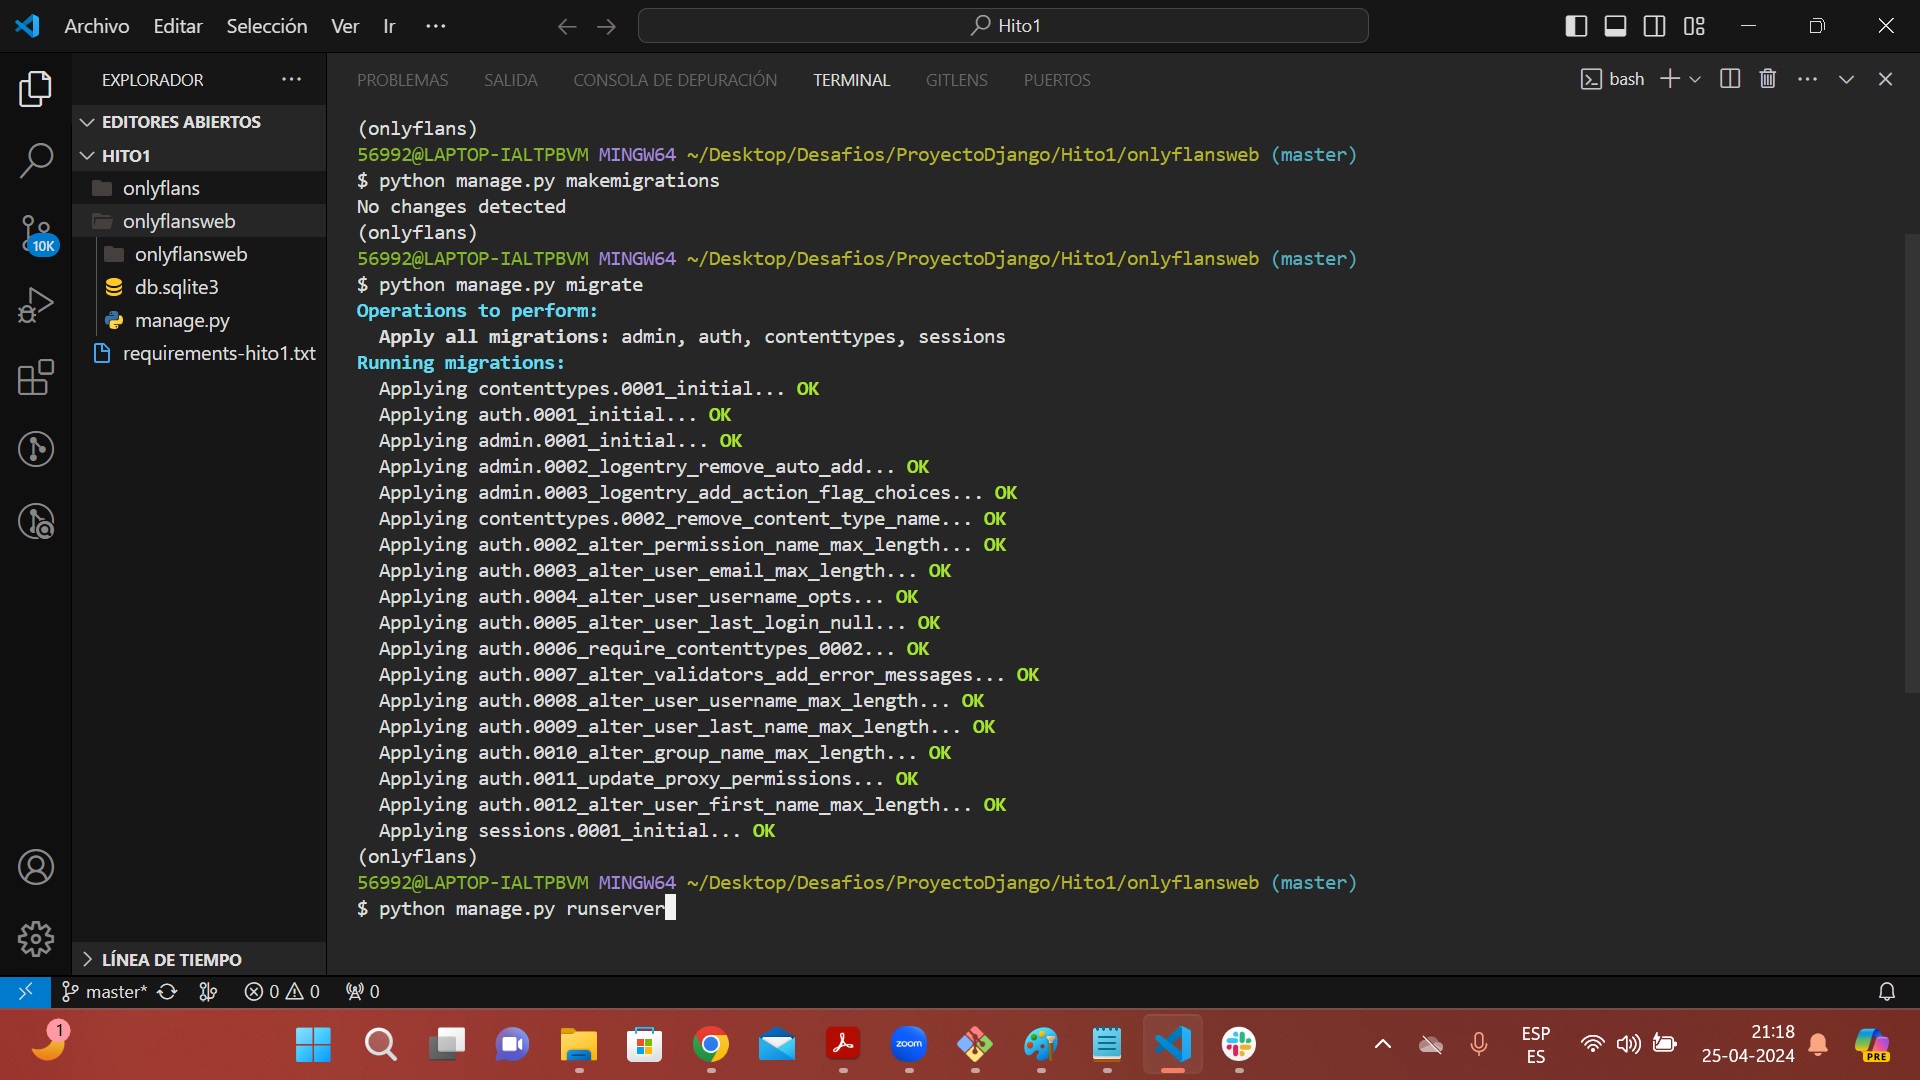 Archivo Editar Selección Ver Ir ···
Hito1
EXPLORADOR ···
EDITORES ABIERTOS
HITO1
onlyflans
onlyflansweb
onlyflansweb
db.sqlite3
manage.py
requirements-hito1.txt
LÍNEA DE TIEMPO
10K
PROBLEMAS SALIDA CONSOLA DE DEPURACIÓN TERMINAL GITLENS PUERTOS
bash
(onlyflans)
56992@LAPTOP-IALTPBVM MINGW64 ~/Desktop/Desafios/ProyectoDjango/Hito1/onlyflansweb (master)
$ python manage.py makemigrations
No changes detected
(onlyflans)
56992@LAPTOP-IALTPBVM MINGW64 ~/Desktop/Desafios/ProyectoDjango/Hito1/onlyflansweb (master)
$ python manage.py migrate
Operations to perform:
  Apply all migrations: admin, auth, contenttypes, sessions
Running migrations:
  Applying contenttypes.0001_initial... OK
  Applying auth.0001_initial... OK
  Applying admin.0001_initial... OK
  Applying admin.0002_logentry_remove_auto_add... OK
  Applying admin.0003_logentry_add_action_flag_choices... OK
  Applying contenttypes.0002_remove_content_type_name... OK
  Applying auth.0002_alter_permission_name_max_length... OK
  Applying auth.0003_alter_user_email_max_length... OK
  Applying auth.0004_alter_user_username_opts... OK
  Applying auth.0005_alter_user_last_login_null... OK
  Applying auth.0006_require_contenttypes_0002... OK
  Applying auth.0007_alter_validators_add_error_messages... OK
  Applying auth.0008_alter_user_username_max_length... OK
  Applying auth.0009_alter_user_last_name_max_length... OK
  Applying auth.0010_alter_group_name_max_length... OK
  Applying auth.0011_update_proxy_permissions... OK
  Applying auth.0012_alter_user_first_name_max_length... OK
  Applying sessions.0001_initial... OK
(onlyflans)
56992@LAPTOP-IALTPBVM MINGW64 ~/Desktop/Desafios/ProyectoDjango/Hito1/onlyflansweb (master)
$ python manage.py runserver
master* 0 0 0
1
zoom
ESP
ES
21:18
25-04-2024
PRE